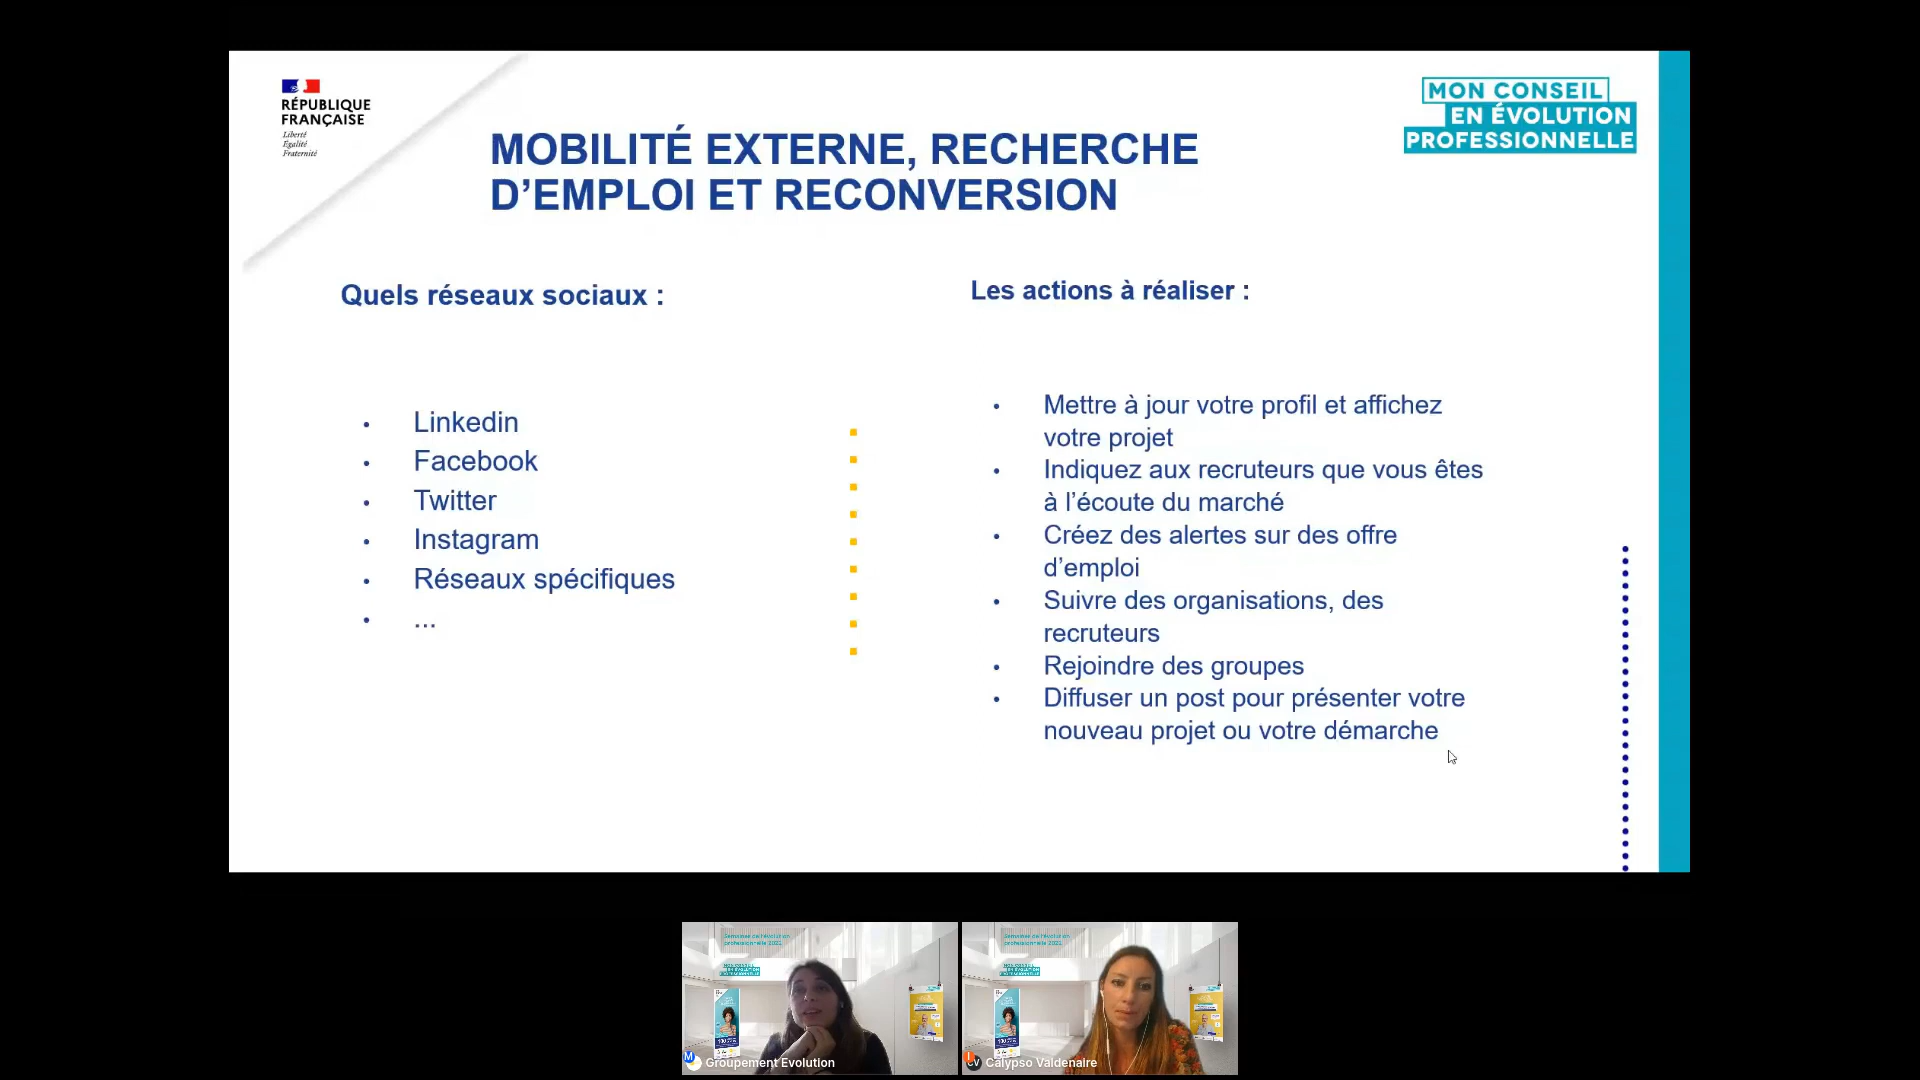 RÉPUBLIQUE
FRANÇAISE
Liberté
Égalité
Fraternité
MON CONSEIL
EN ÉVOLUTION
PROFESSIONNELLE
MOBILITÉ EXTERNE, RECHERCHE
D’EMPLOI ET RECONVERSION
Quels réseaux sociaux :
• Linkedin
• Facebook
• Twitter
• Instagram
• Réseaux spécifiques
• ...
Les actions à réaliser :
• Mettre à jour votre profil et affichez
votre projet
• Indiquez aux recruteurs que vous êtes
à l’écoute du marché
• Créez des alertes sur des offre
d’emploi
• Suivre des organisations, des
recruteurs
• Rejoindre des groupes
• Diffuser un post pour présenter votre
nouveau projet ou votre démarche
Groupement Evolution
Calypso Valdenaire